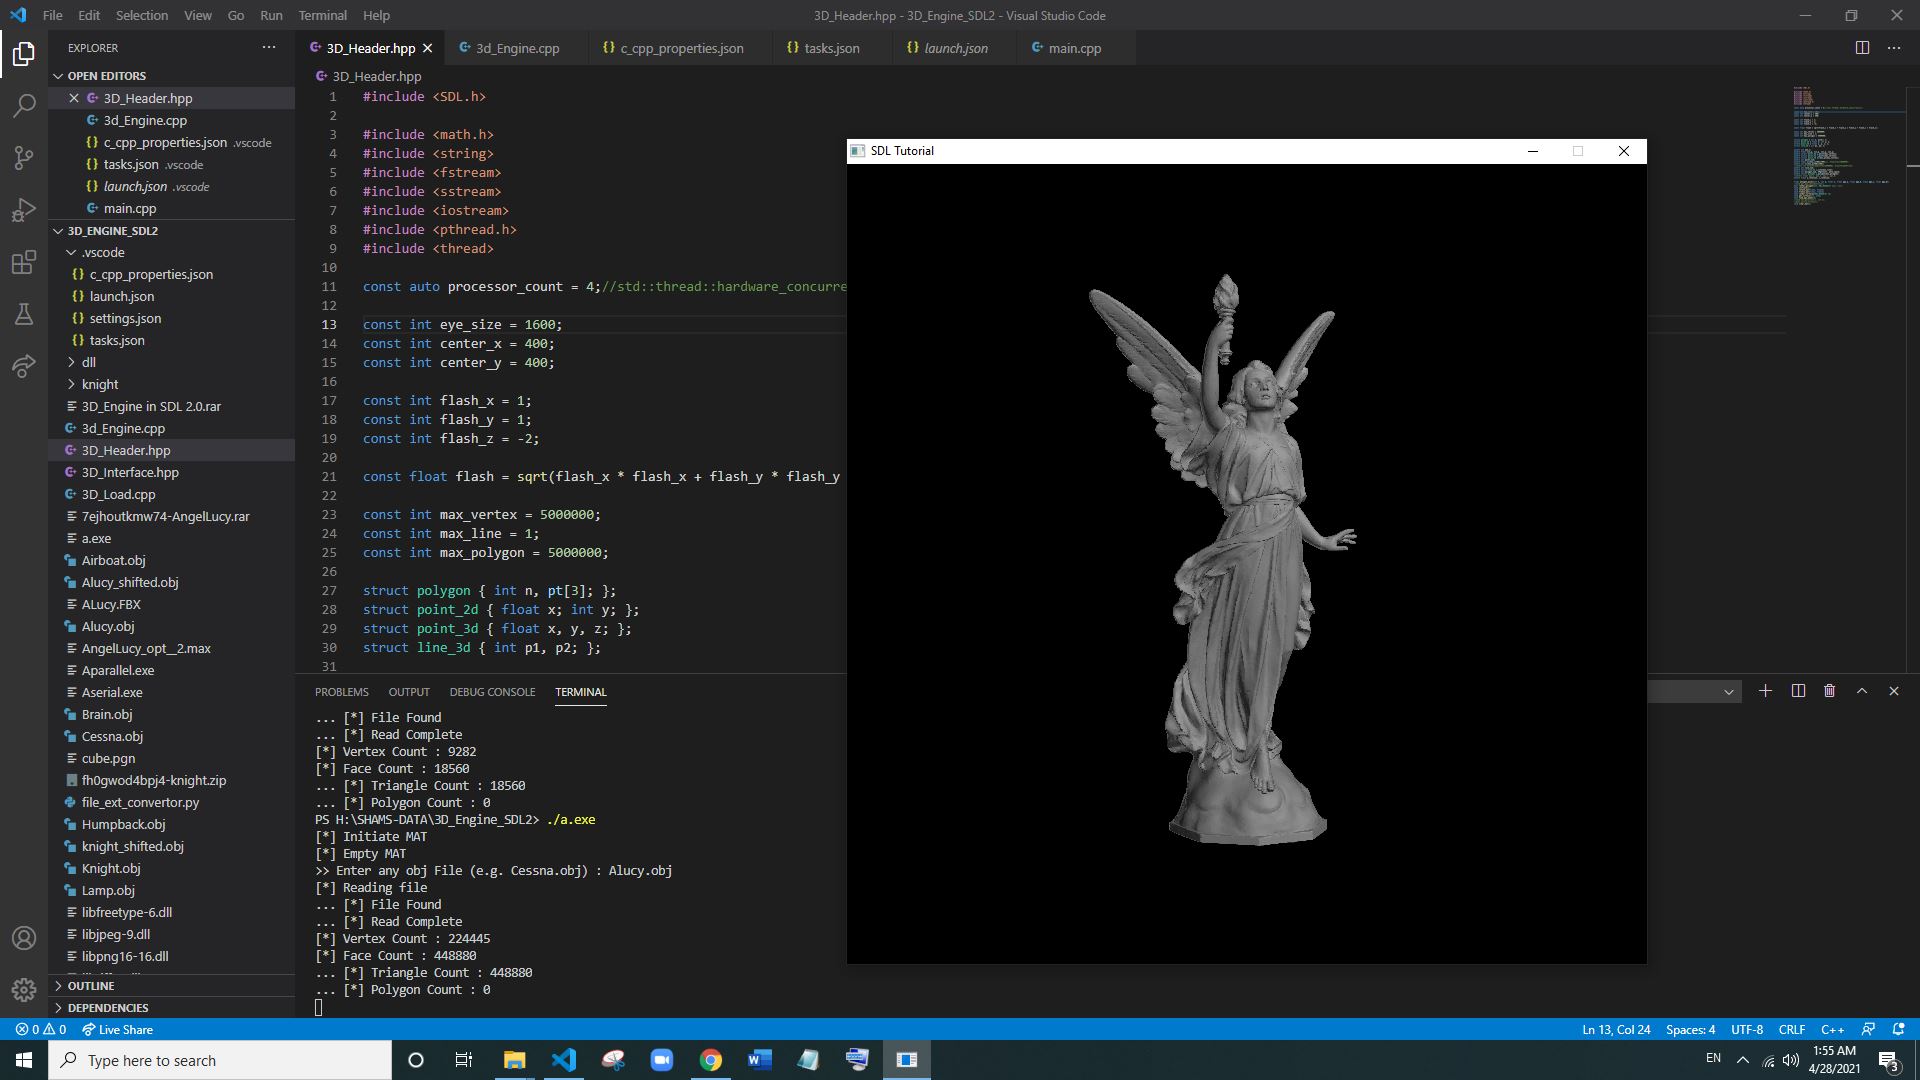 File Edit Selection View Go Run Terminal Help
3D_Header.hpp - 3D_Engine_SDL2 - Visual Studio Code
EXPLORER
OPEN EDITORS
3D_Header.hpp
3d_Engine.cpp
c_cpp_properties.json .vscode
tasks.json .vscode
launch.json .vscode
main.cpp
3D_ENGINE_SDL2
.vscode
c_cpp_properties.json
launch.json
settings.json
tasks.json
dll
knight
3D_Engine in SDL 2.0.rar
3d_Engine.cpp
3D_Header.hpp
3D_Interface.hpp
3D_Load.cpp
7ejhoutkmw74-AngelLucy.rar
a.exe
Airboat.obj
Alucy_shifted.obj
ALucy.FBX
Alucy.obj
AngelLucy_opt__2.max
Aparallel.exe
Aserial.exe
Brain.obj
Cessna.obj
cube.pgn
fh0gwod4bpj4-knight.zip
file_ext_convertor.py
Humpback.obj
knight_shifted.obj
Knight.obj
Lamp.obj
libfreetype-6.dll
libjpeg-9.dll
libpng16-16.dll
OUTLINE
DEPENDENCIES
3D_Header.hpp 3d_Engine.cpp c_cpp_properties.json tasks.json launch.json main.cpp
3D_Header.hpp
1 #include <SDL.h>
2
3 #include <math.h>
4 #include <string>
5 #include <fstream>
6 #include <sstream>
7 #include <iostream>
8 #include <pthread.h>
9 #include <thread>
10
11 const auto processor_count = 4;//std::thread::hardware_concurre
12
13 const int eye_size = 1600;
14 const int center_x = 400;
15 const int center_y = 400;
16
17 const int flash_x = 1;
18 const int flash_y = 1;
19 const int flash_z = -2;
20
21 const float flash = sqrt(flash_x * flash_x + flash_y * flash_y
22
23 const int max_vertex = 5000000;
24 const int max_line = 1;
25 const int max_polygon = 5000000;
26
27 struct polygon { int n, pt[3]; };
28 struct point_2d { float x; int y; };
29 struct point_3d { float x, y, z; };
30 struct line_3d { int p1, p2; };
31
SDL Tutorial
PROBLEMS OUTPUT DEBUG CONSOLE TERMINAL
... [*] File Found
... [*] Read Complete
[*] Vertex Count : 9282
[*] Face Count : 18560
... [*] Triangle Count : 18560
... [*] Polygon Count : 0
PS H:\SHAMS-DATA\3D_Engine_SDL2> ./a.exe
[*] Initiate MAT
[*] Empty MAT
>> Enter any obj File (e.g. Cessna.obj) : Alucy.obj
[*] Reading file
... [*] File Found
... [*] Read Complete
[*] Vertex Count : 224445
[*] Face Count : 448880
... [*] Triangle Count : 448880
... [*] Polygon Count : 0
0 0 Live Share
Ln 13, Col 24 Spaces: 4 UTF-8 CRLF C++
Type here to search
EN
1:55 AM
4/28/2021
3